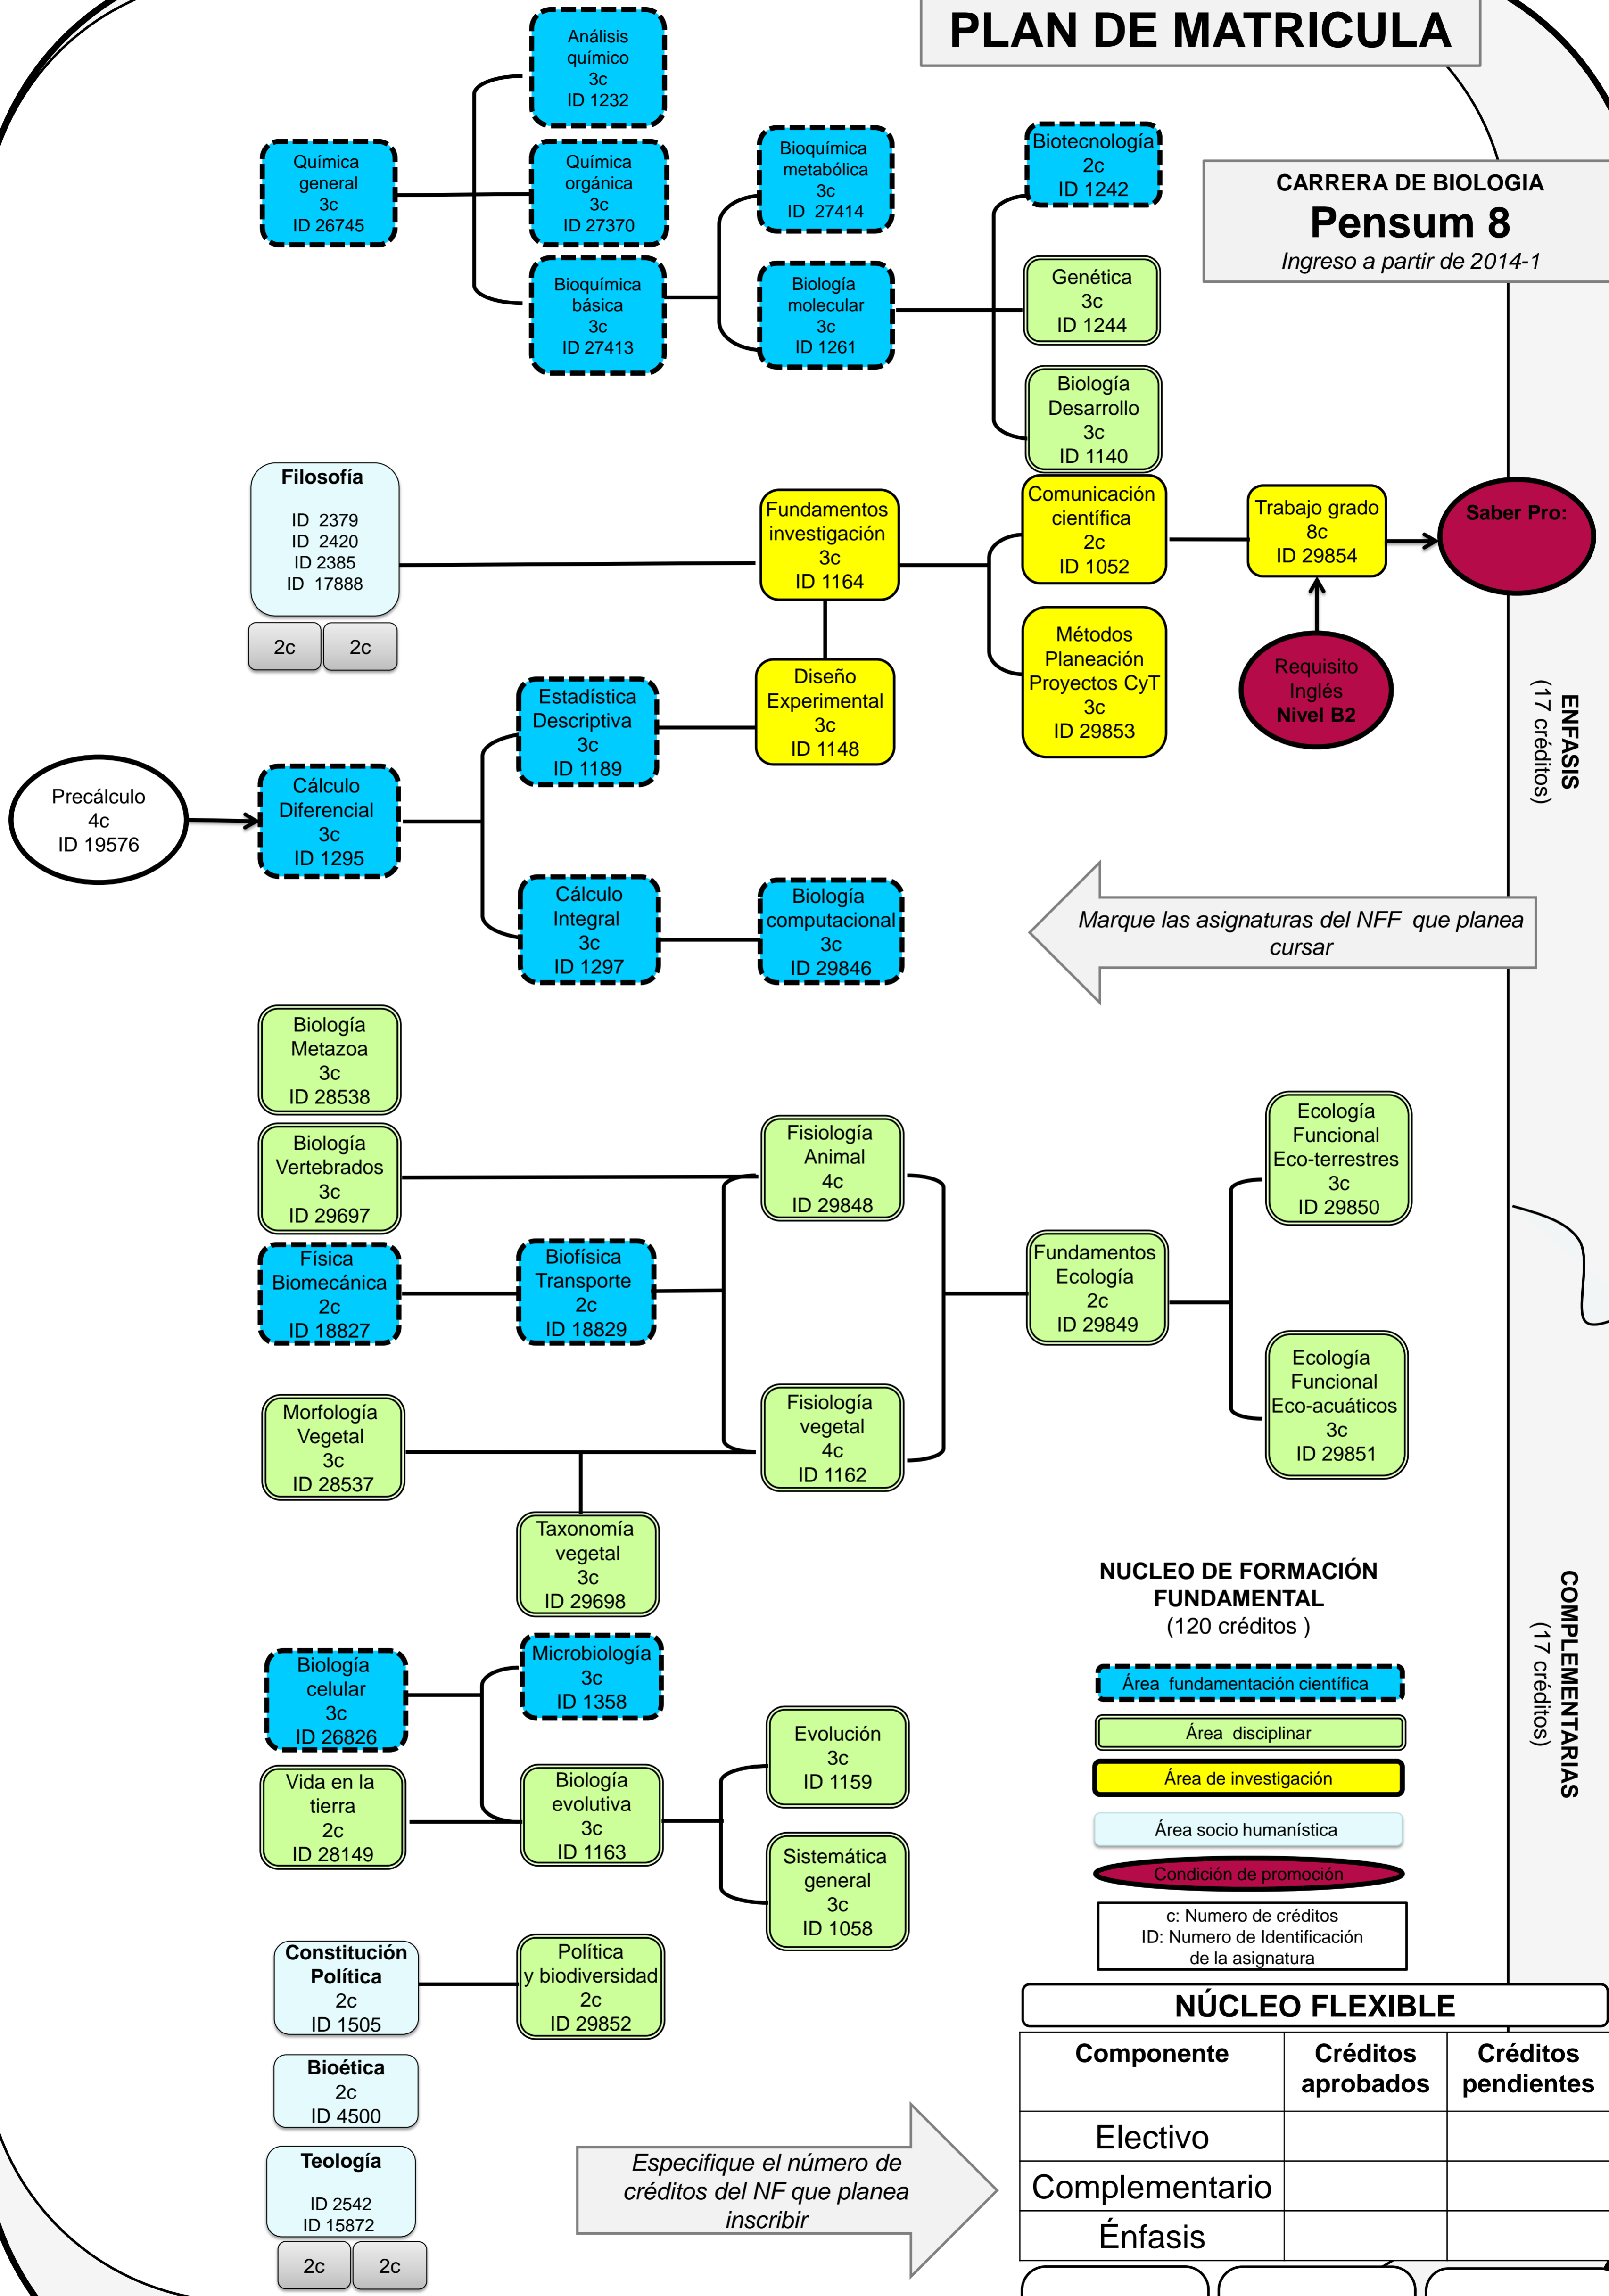 PLAN DE MATRICULA
CARRERA DE BIOLOGIA
Pensum 8
Ingreso a partir de 2014-1
Análisis
químico
3c
ID 1232
Química
general
3c
ID 26745
Química
orgánica
3c
ID 27370
Bioquímica
básica
3c
ID 27413
Bioquímica
metabólica
3c
ID 27414
Biología
molecular
3c
ID 1261
Biotecnología
2c
ID 1242
Genética
3c
ID 1244
Biología
Desarrollo
3c
ID 1140
Filosofía
ID 2379
ID 2420
ID 2385
ID 17888
2c
2c
Fundamentos
investigación
3c
ID 1164
Comunicación
científica
2c
ID 1052
Trabajo grado
8c
ID 29854
Saber Pro:
Métodos
Planeación
Proyectos CyT
3c
ID 29853
Requisito
Inglés
Nivel B2
Estadística
Descriptiva
3c
ID 1189
Diseño
Experimental
3c
ID 1148
ENFASIS
(17 créditos)
Precálculo
4c
ID 19576
Cálculo
Diferencial
3c
ID 1295
Cálculo
Integral
3c
ID 1297
Biología
computacional
3c
ID 29846
Marque las asignaturas del NFF que planea
cursar
Biología
Metazoa
3c
ID 28538
Biología
Vertebrados
3c
ID 29697
Física
Biomecánica
2c
ID 18827
Biofísica
Transporte
2c
ID 18829
Fisiología
Animal
4c
ID 29848
Fundamentos
Ecología
2c
ID 29849
Ecología
Funcional
Eco-terrestres
3c
ID 29850
Ecología
Funcional
Eco-acuáticos
3c
ID 29851
Morfología
Vegetal
3c
ID 28537
Fisiología
vegetal
4c
ID 1162
Taxonomía
vegetal
3c
ID 29698
NUCLEO DE FORMACIÓN
FUNDAMENTAL
(120 créditos )
Área fundamentación científica
Área disciplinar
Área de investigación
Área socio humanística
Condición de promoción
c: Numero de créditos
ID: Numero de Identificación
de la asignatura
COMPLEMENTARIAS
(17 créditos)
Biología
celular
3c
ID 26826
Microbiología
3c
ID 1358
Vida en la
tierra
2c
ID 28149
Biología
evolutiva
3c
ID 1163
Evolución
3c
ID 1159
Sistemática
general
3c
ID 1058
Constitución
Política
2c
ID 1505
Política
y biodiversidad
2c
ID 29852
Bioética
2c
ID 4500
Teología
ID 2542
ID 15872
2c
2c
Especifique el número de
créditos del NF que planea
inscribir
NÚCLEO FLEXIBLE
Componente
Créditos
aprobados
Créditos
pendientes
Electivo
Complementario
Énfasis